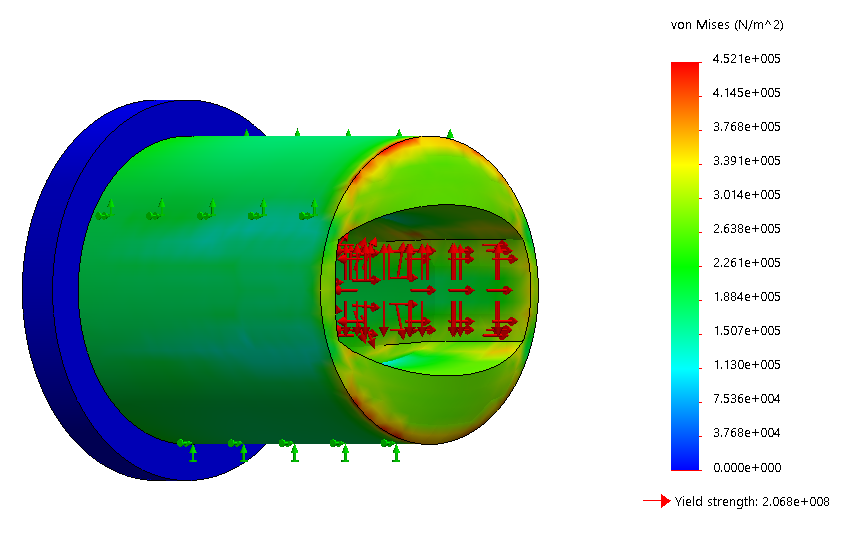 von Mises (N/m^2)
4.521e+005
4.145e+005
3.768e+005
3.391e+005
3.014e+005
2.638e+005
2.261e+005
1.884e+005
1.507e+005
1.130e+005
7.536e+004
3.768e+004
0.000e+000
Yield strength: 2.068e+008